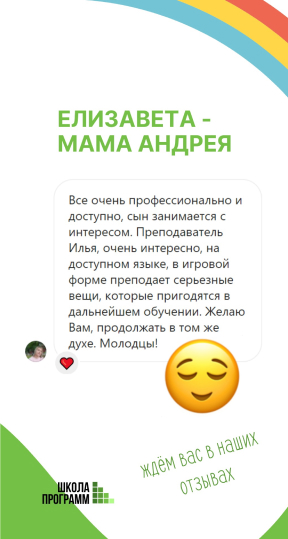 ЕЛИЗАВЕТА -
МАМА АНДРЕЯ
Все очень профессионально и
доступно, сын занимается с
интересом. Преподаватель
Илья, очень интересно, на
доступном языке, в игровой
форме преподает серьезные
вещи, которые пригодятся в
дальнейшем обучении. Желаю
Вам, продолжать в том же
духе. Молодцы!
ждём вас в наших
отзывах
ШКОЛА
ПРОГРАММ